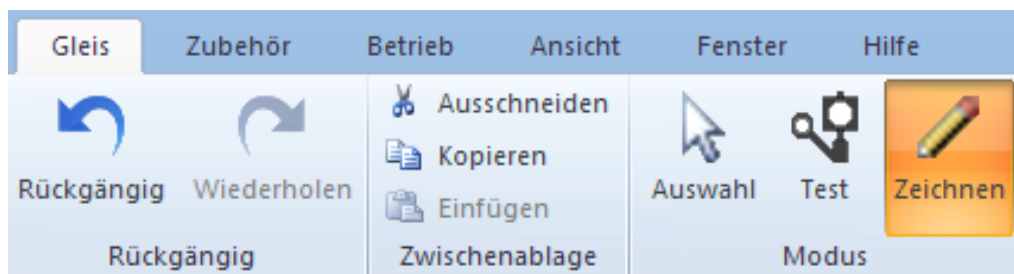 Gleis Zubehör Betrieb Ansicht Fenster Hilfe
Ausschneiden
Kopieren
Rückgängig Wiederholen Einfügen Auswahl Test Zeichnen
Rückgängig Zwischenablage Modus